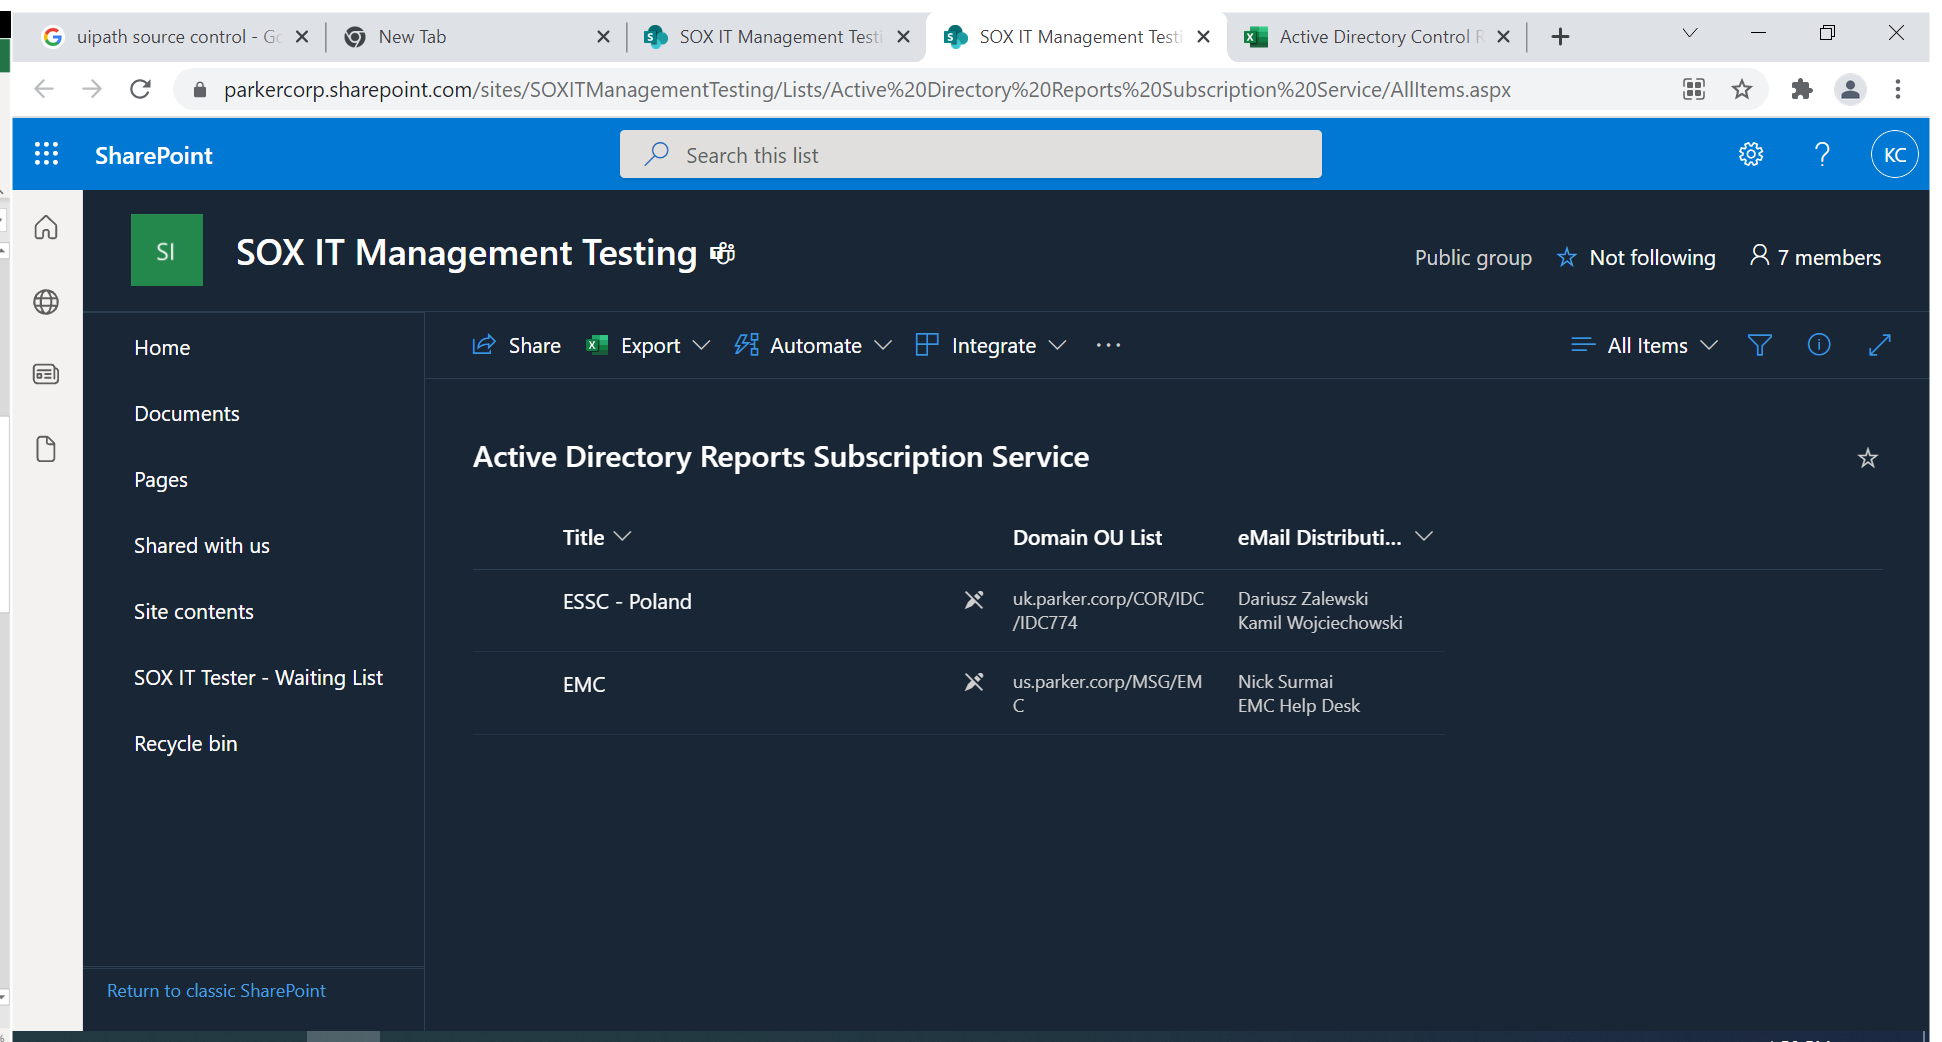 uipath source control - Go
New Tab
SOX IT Management Testi
SOX IT Management Testi
Active Directory Control R
parkercorp.sharepoint.com/sites/SOXITManagementTesting/Lists/Active%20Directory%20Reports%20Subscription%20Service/AllItems.aspx
SharePoint
Search this list
KC
SI
SOX IT Management Testing
Public group
Not following
7 members
Home
Documents
Pages
Shared with us
Site contents
SOX IT Tester - Waiting List
Recycle bin
Return to classic SharePoint
Share
Export
Automate
Integrate
All Items
Active Directory Reports Subscription Service
Title
Domain OU List
eMail Distributi...
ESSC - Poland
uk.parker.corp/COR/IDC
/IDC774
Dariusz Zalewski
Kamil Wojciechowski
EMC
us.parker.corp/MSG/EM
C
Nick Surmai
EMC Help Desk